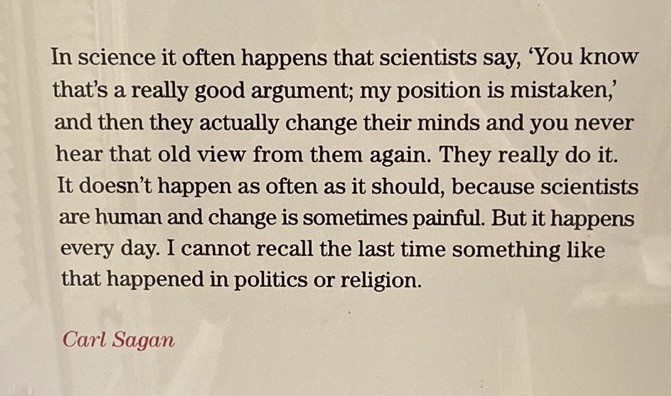 In science it often happens that scientists say, ‘You know
that’s a really good argument; my position is mistaken,’
and then they actually change their minds and you never
hear that old view from them again. They really do it.
It doesn’t happen as often as it should, because scientists
are human and change is sometimes painful. But it happens
every day. I cannot recall the last time something like
that happened in politics or religion.
Carl Sagan